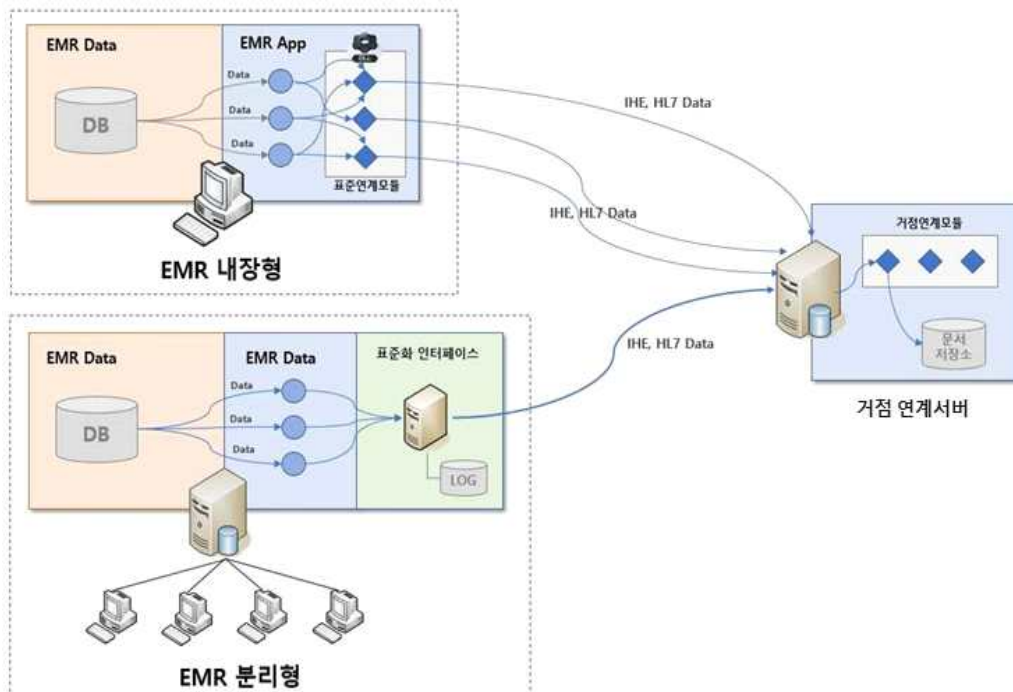 EMR Data
EMR App
Data
Data
Data
DB
표준연계모듈
EMR 내장형
IHE, HL7 Data
IHE, HL7 Data
거점연계모듈
문서
저장소
거점 연계서버
EMR Data
EMR Data
표준화 인터페이스
Data
Data
Data
DB
LOG
IHE, HL7 Data
EMR 분리형